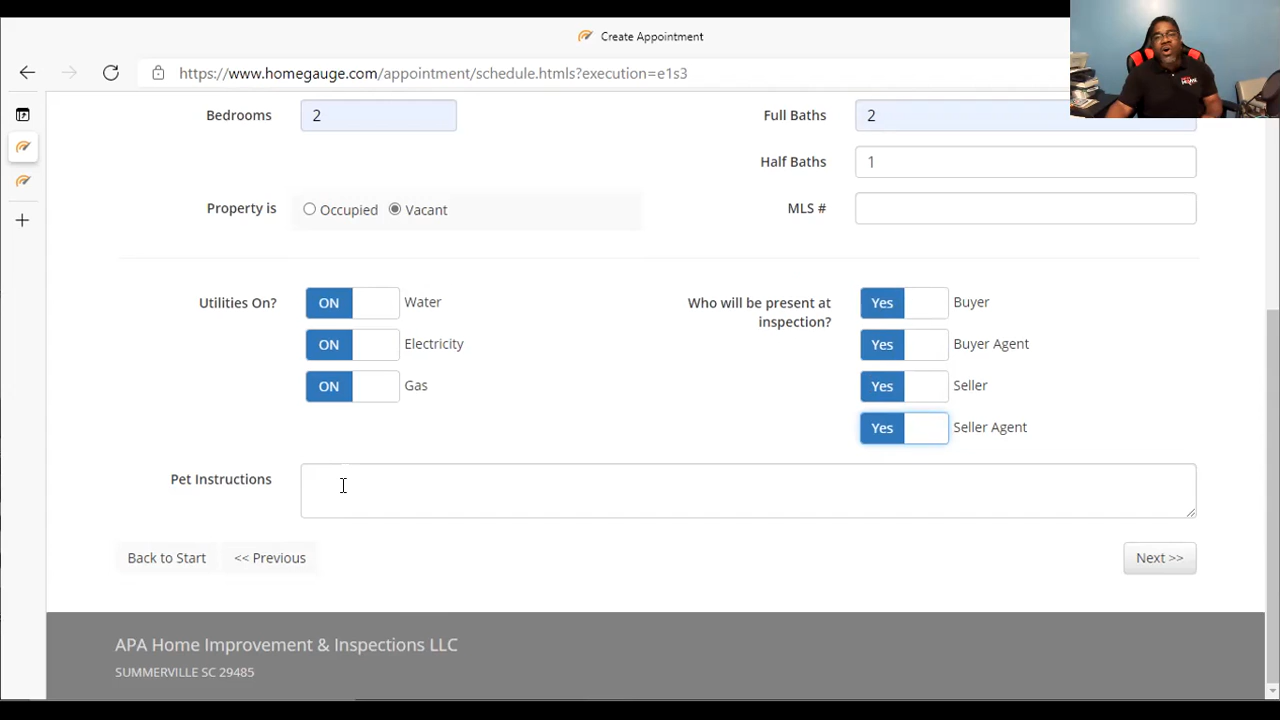 Create Appointment
https://www.homegauge.com/appointment/schedule.htmls?execution=e1s3
Bedrooms 2 Full Baths 2
Half Baths 1
Property is Occupied Vacant MLS #
Utilities On? ON Water Who will be present at inspection? Yes Buyer
ON Electricity Yes Buyer Agent
ON Gas Yes Seller
Yes Seller Agent
Pet Instructions
Back to Start << Previous Next >>
APA Home Improvement & Inspections LLC
SUMMERVILLE SC 29485